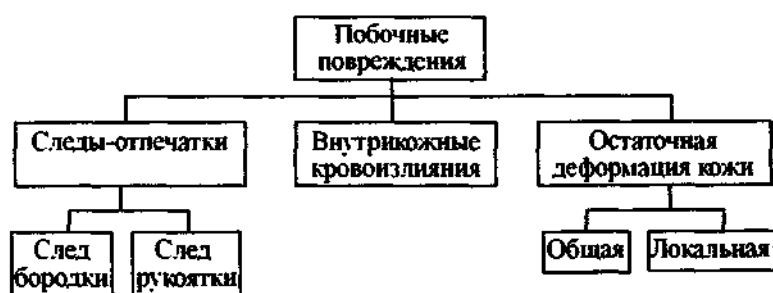 Побочные
повреждения
Следы-отпечатки
Внутрикожные
кровоизлияния
Остаточная
деформация кожи
След
бородки
След
рукоятки
Общая
Локальная